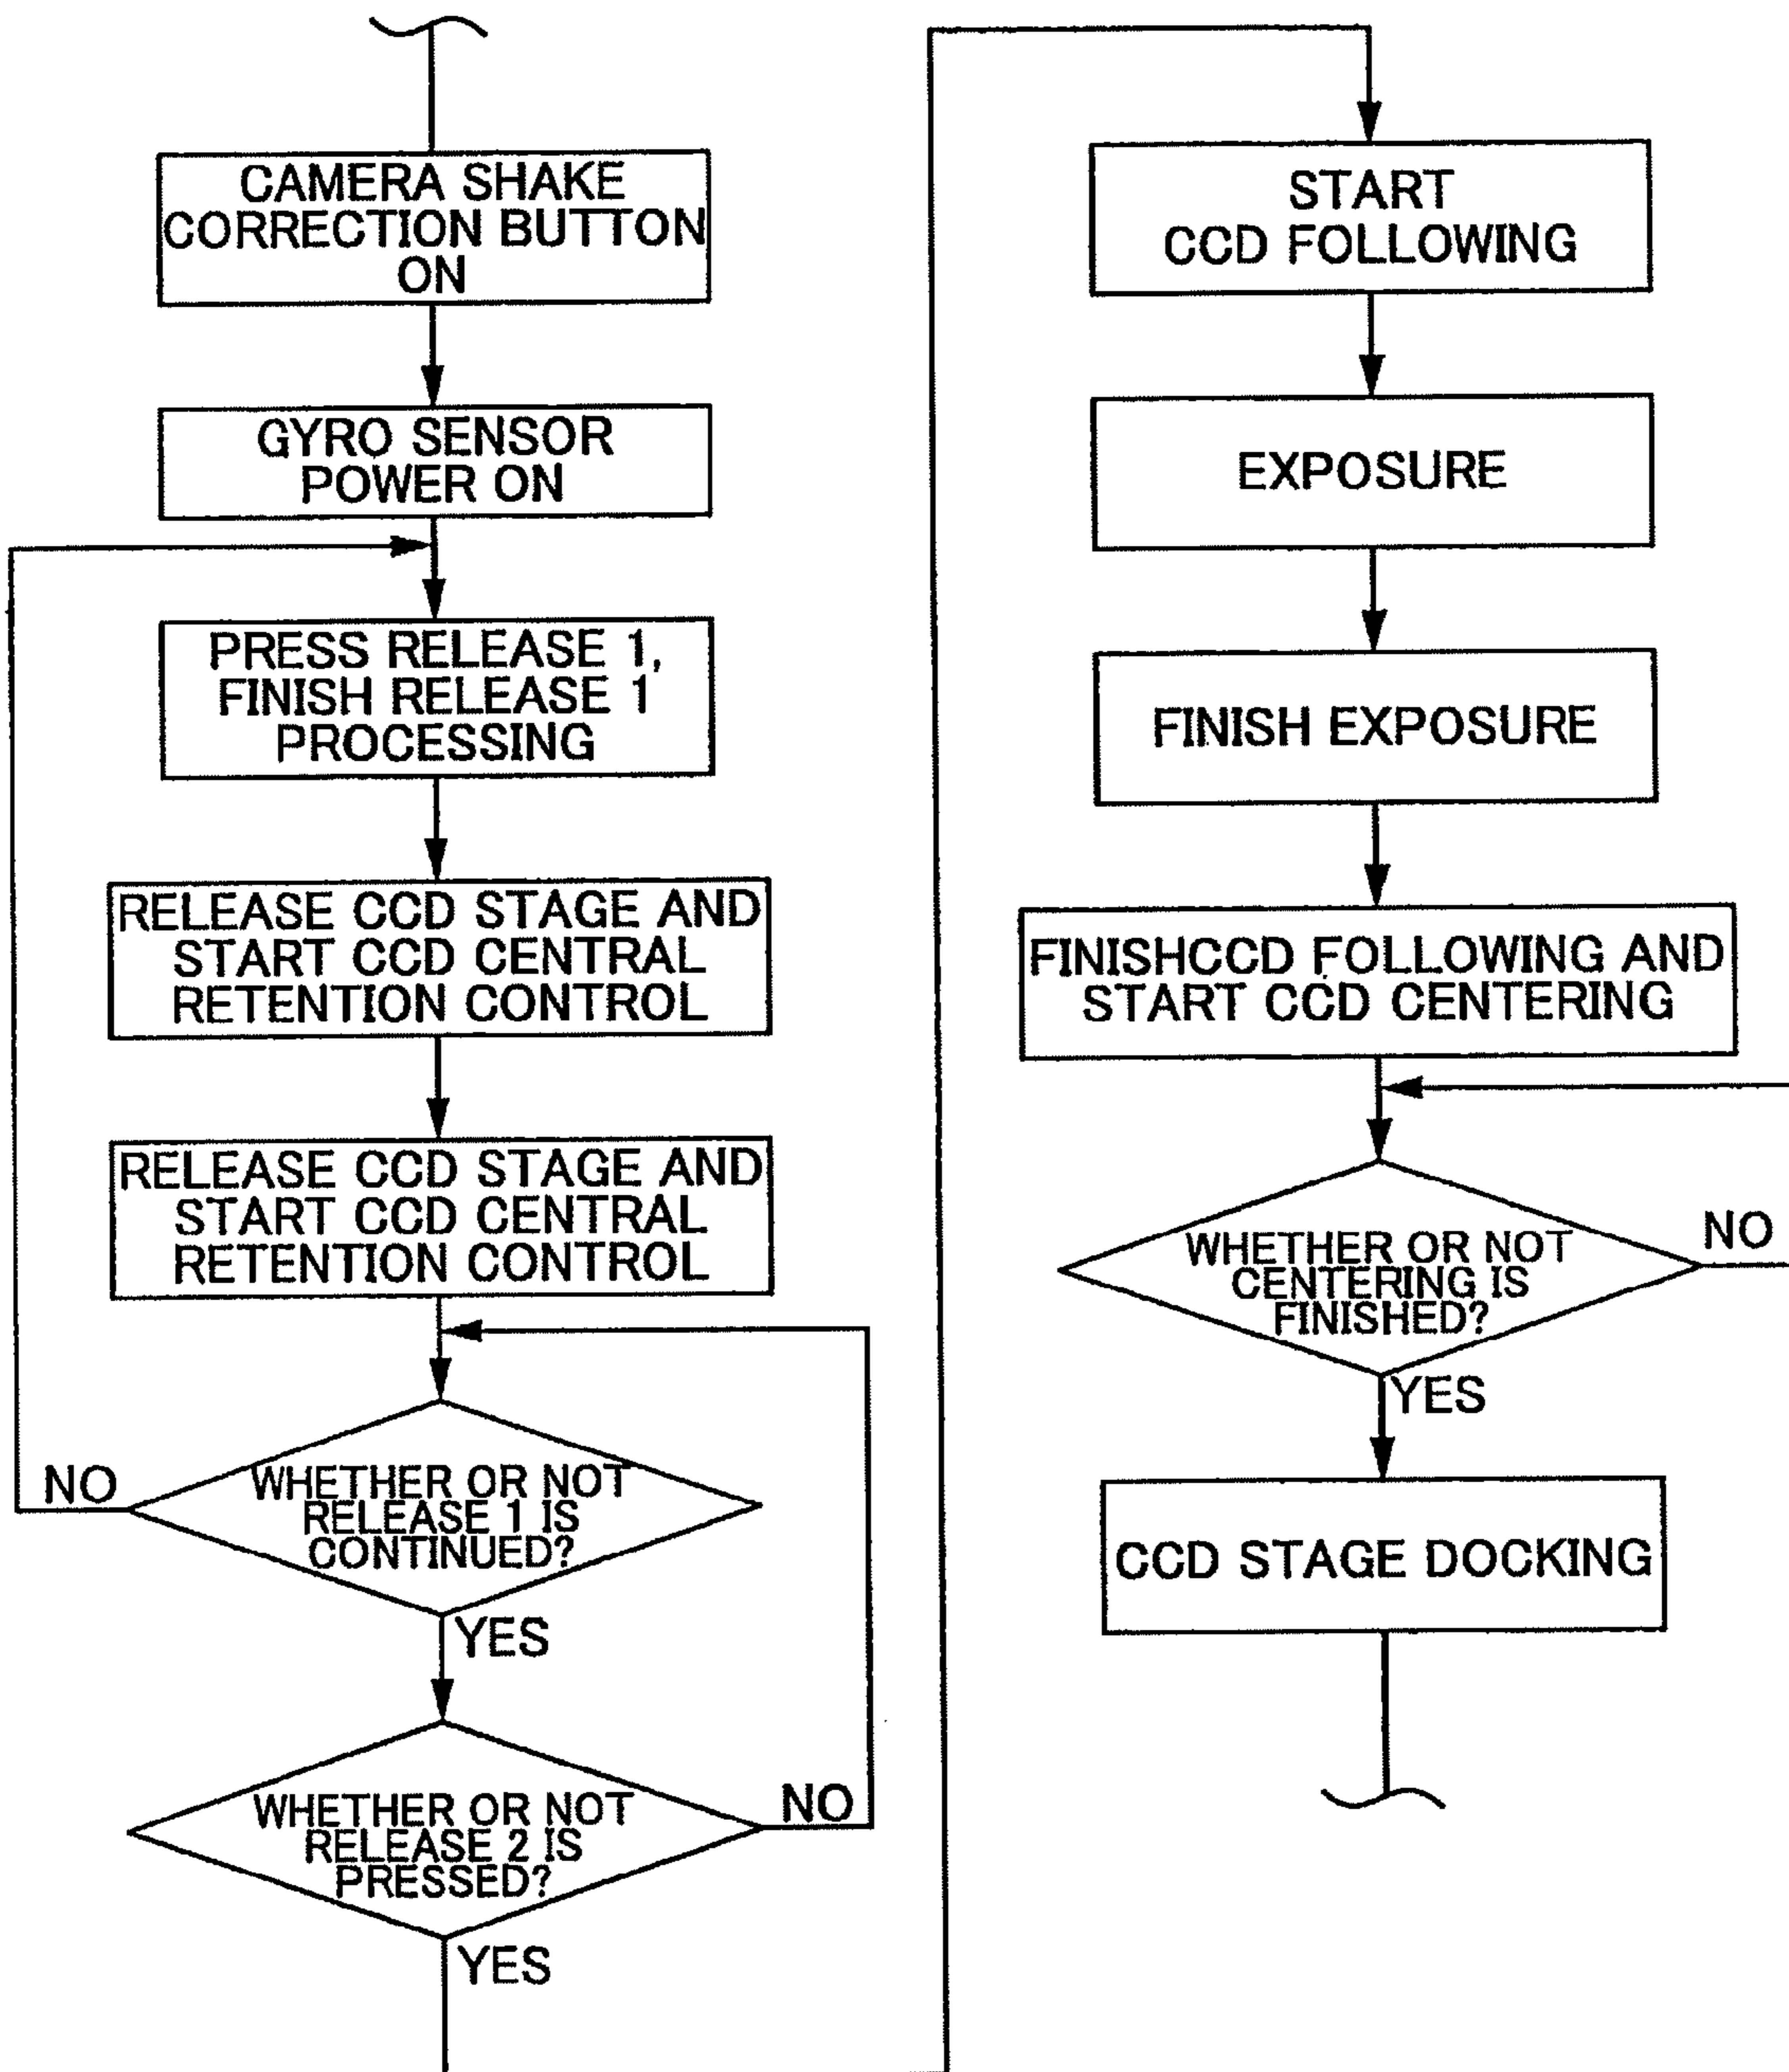 CAMERA SHAKE
CORRECTION BUTTON
ON
GYRO SENSOR
POWER ON
PRESS RELEASE 1,
FINISH RELEASE 1
PROCESSING
RELEASE CCD STAGE AND
START CCD CENTRAL
RETENTION CONTROL
RELEASE CCD STAGE AND
START CCD CENTRAL
RETENTION CONTROL
WHETHER OR NOT
RELEASE 1 IS
CONTINUED?
NO
YES
WHETHER OR NOT
RELEASE 2 IS
PRESSED?
NO
YES
START
CCD FOLLOWING
EXPOSURE
FINISH EXPOSURE
FINISHCCD FOLLOWING AND
START CCD CENTERING
WHETHER OR NOT
CENTERING IS
FINISHED?
NO
YES
CCD STAGE DOCKING